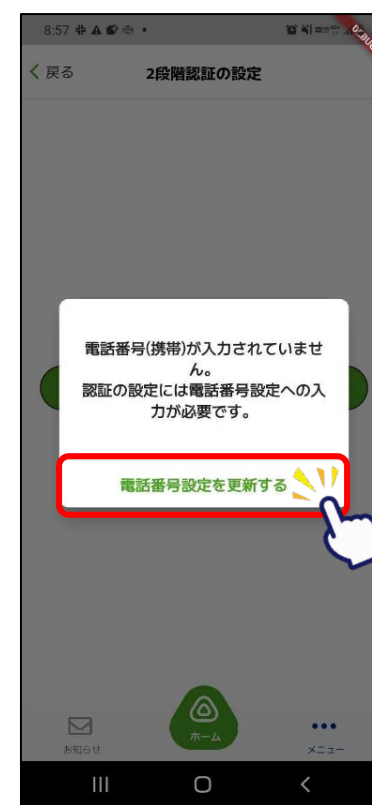 8:57
< 戻る 2段階認証の設定
電話番号(携帯)が入力されていませ
ん。
認証の設定には電話番号設定への入
力が必要です。
電話番号設定を更新する
お知らせ ホーム メニュー